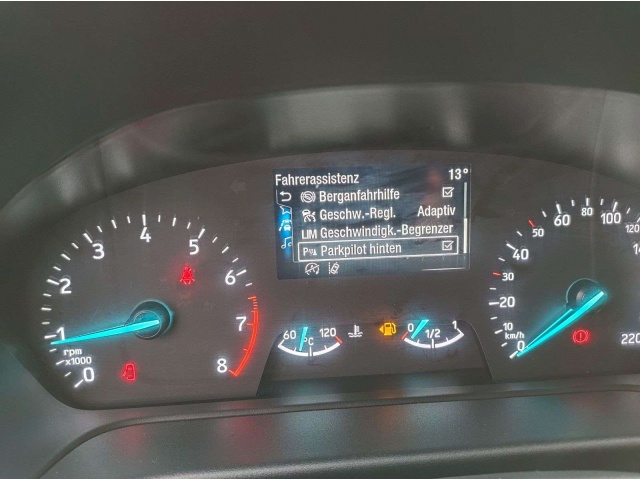 Fahrerassistenz 13°
Berganfahrhilfe
Geschw.-Regl. Adaptiv
LIM Geschwindigk.-Begrenzer
P Parkpilot hinten
0 1 2 3 4 5 6 7 8
rpm
x1000
60 °C 120
0 1/2 1
0 10 20 30 40 50 60 80 100 120 14
km/h
220